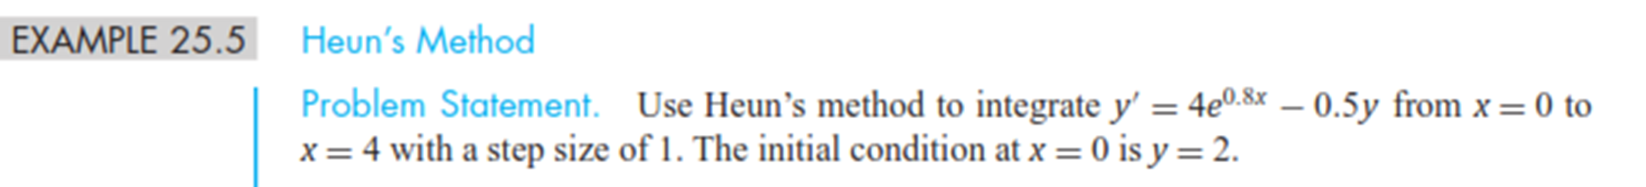 EXAMPLE 25.5 Heun's Method
Problem Statement. Use Heun's method to integrate y′ = 4e^0.8x − 0.5y from x = 0 to
x = 4 with a step size of 1. The initial condition at x = 0 is y = 2.